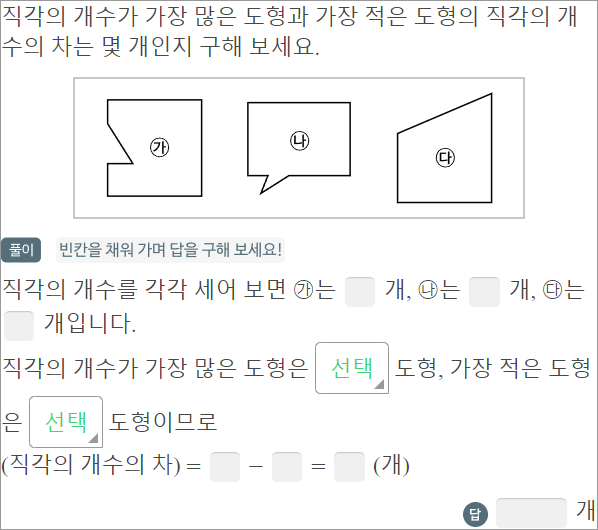 직각의 개수가 가장 많은 도형과 가장 적은 도형의 직각의 개
수의 차는 몇 개인지 구해 보세요.
㉮ ㉯ ㉰
풀이 빈칸을 채워 가며 답을 구해 보세요!
직각의 개수를 각각 세어 보면 ㉮는 개, ㉯는 개, ㉰는
개입니다.
직각의 개수가 가장 많은 도형은 선택 도형, 가장 적은 도형
은 선택 도형이므로
(직각의 개수의 차) = − = (개)
답 개